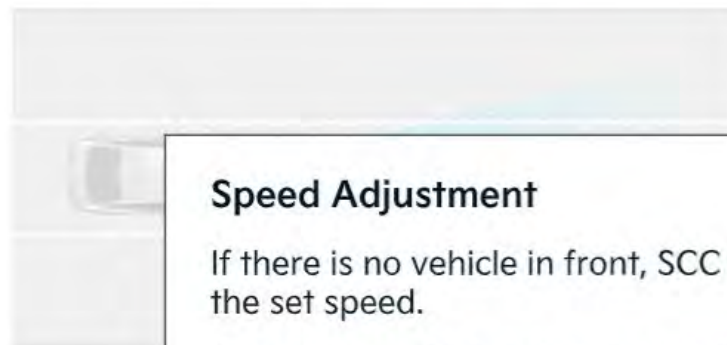 Speed Adjustment
If there is no vehicle in front, SCC
the set speed.